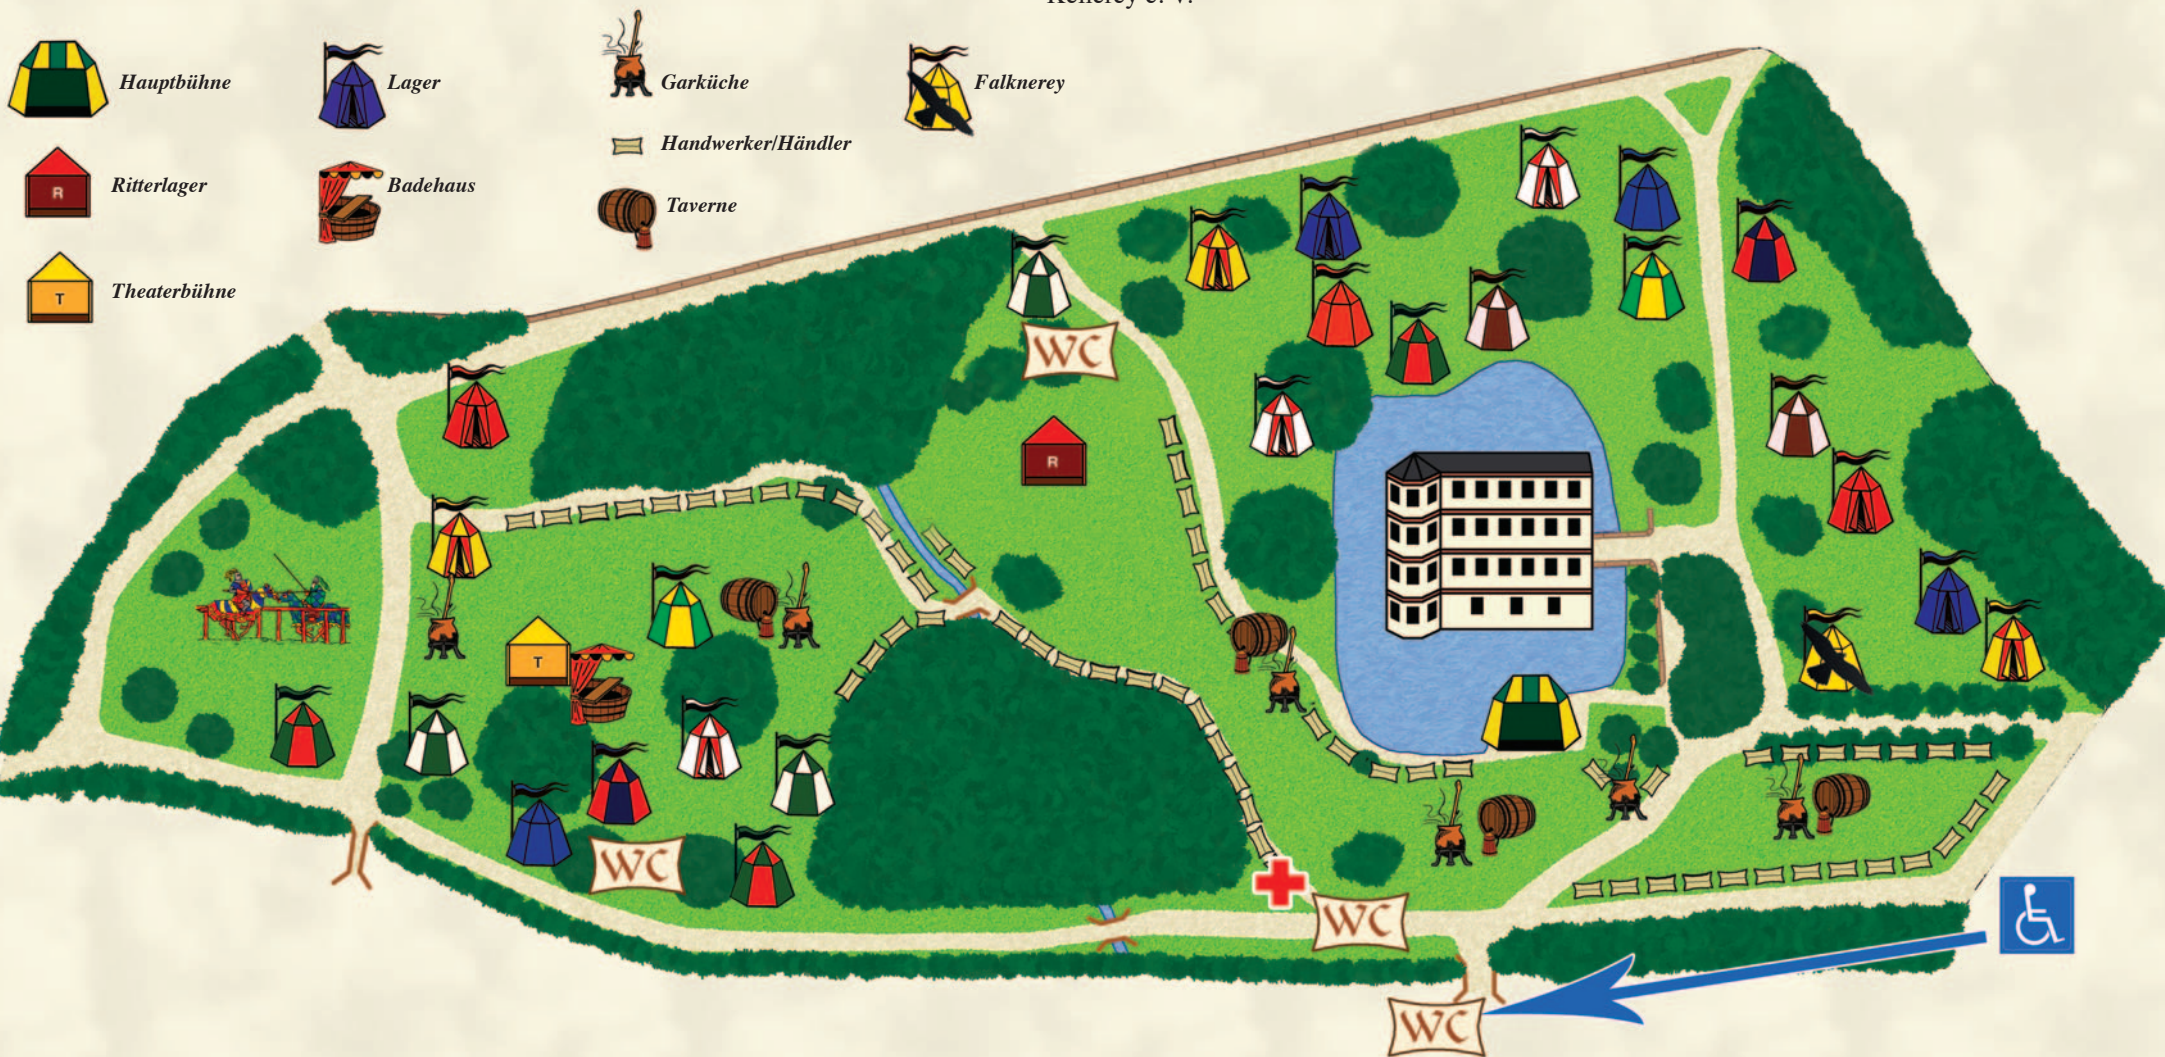 Hauptbühne
Lager
Garküche
Falknerey
Handwerker/Händler
R
Ritterlager
Badehaus
Taverne
T
Theaterbühne
WC
R
T
WC
WC
WC